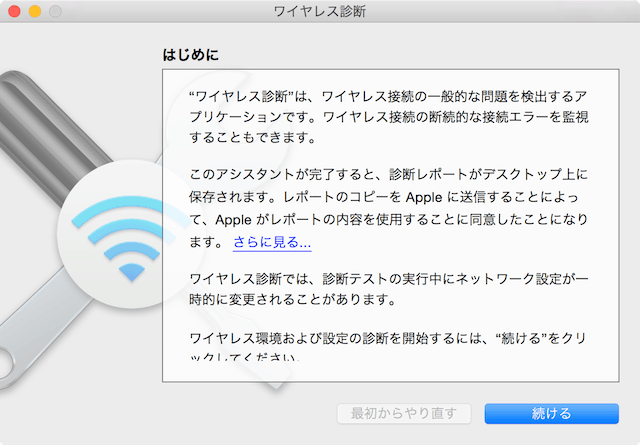 ワイヤレス診断
はじめに
“ワイヤレス診断”は、ワイヤレス接続の一般的な問題を検出するア
プリケーションです。ワイヤレス接続の断続的な接続エラーを監視
することもできます。
このアシスタントが完了すると、診断レポートがデスクトップ上に
保存されます。レポートのコピーを Apple に送信することによっ
て、Apple がレポートの内容を使用することに同意したことになり
ます。 さらに見る...
ワイヤレス診断では、診断テストの実行中にネットワーク設定が一
時的に変更されることがあります。
ワイヤレス環境および設定の診断を開始するには、“続ける”をクリ
ックしてください。
最初からやり直す
続ける